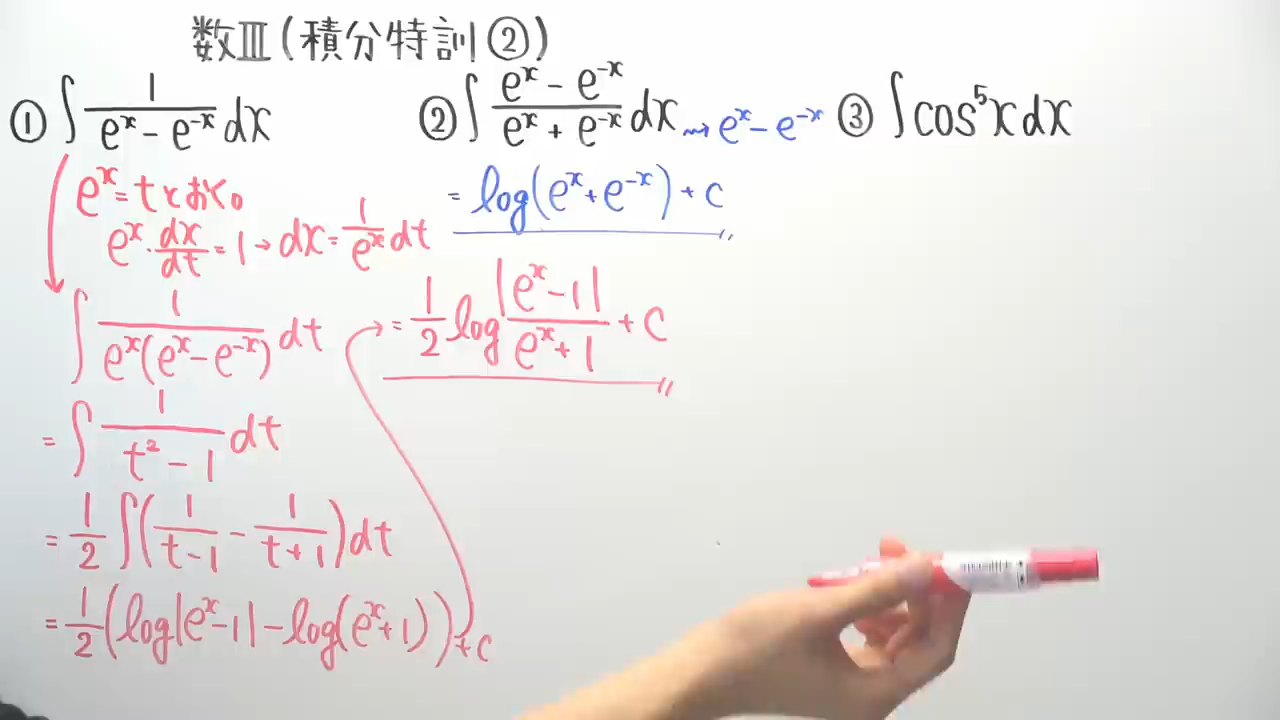 数Ⅲ(積分特訓②)
① ∫ 1/(eˣ - e⁻ˣ) dx
eˣ = t とおく。
eˣ・dx/dt = 1 → dx = 1/eˣ dt
∫ 1/(eˣ(eˣ - e⁻ˣ)) dt
= ∫ 1/(t² - 1) dt
= 1/2 ∫(1/(t-1) - 1/(t+1))dt
= 1/2 (log|eˣ-1| - log(eˣ+1)) + C
= 1/2 log |eˣ-1|/(eˣ+1) + C
② ∫ (eˣ - e⁻ˣ)/(eˣ + e⁻ˣ) dx ⇝ eˣ - e⁻ˣ
= log(eˣ + e⁻ˣ) + C
③ ∫cos⁵x dx